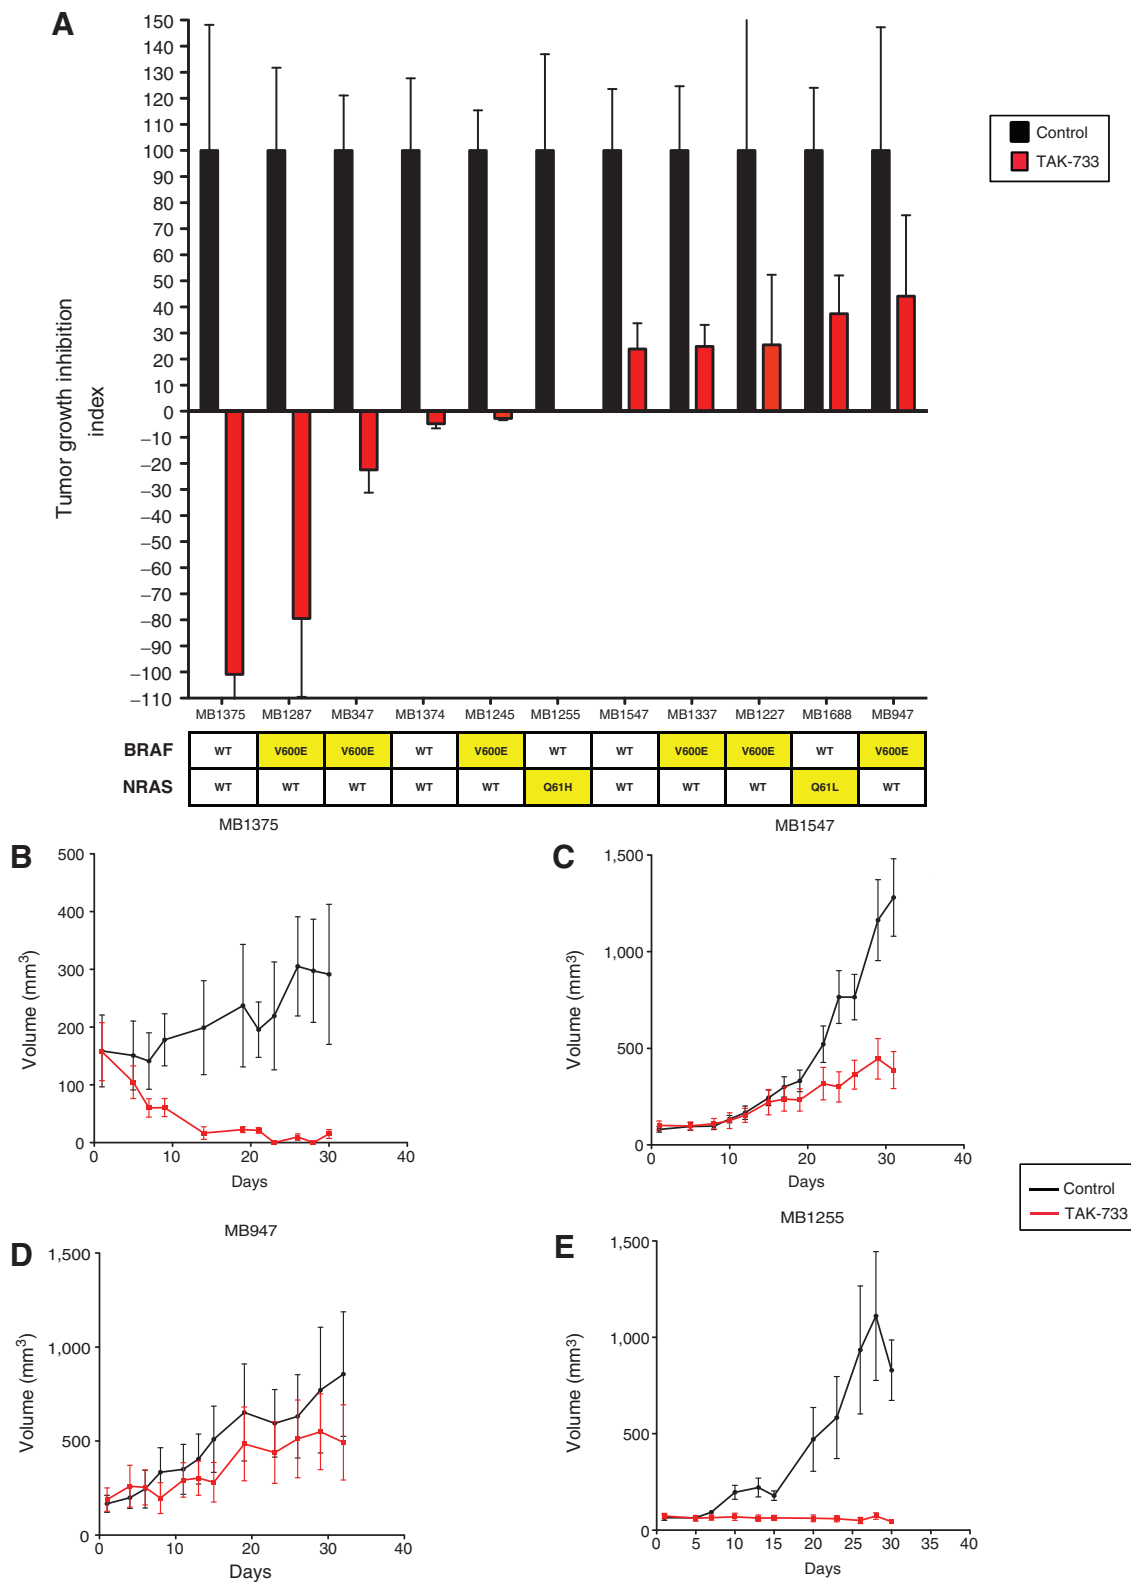 A
150
140
130
120
110
100
90
80
70
60
50
40
30
20
10
0
−10
−20
−30
−40
−50
−60
−70
−80
−90
−100
−110
Tumor growth inhibition
index
Control
TAK-733
MB1375 MB1287 MB347 MB1374 MB1245 MB1255 MB1547 MB1337 MB1227 MB1688 MB947
BRAF WT V600E V600E WT V600E WT WT V600E V600E WT V600E
NRAS WT WT WT WT WT Q61H WT WT WT Q61L WT
MB1375
B
500
400
300
200
100
0
Volume (mm³)
0 10 20 30 40
Days
MB1547
C
1,500
1,000
500
0
Volume (mm³)
0 10 20 30 40
Days
Control
TAK-733
MB947
D
1,500
1,000
500
0
Volume (mm³)
0 10 20 30 40
Days
MB1255
E
1,500
1,000
500
0
Volume (mm³)
0 5 10 15 20 25 30 35 40
Days